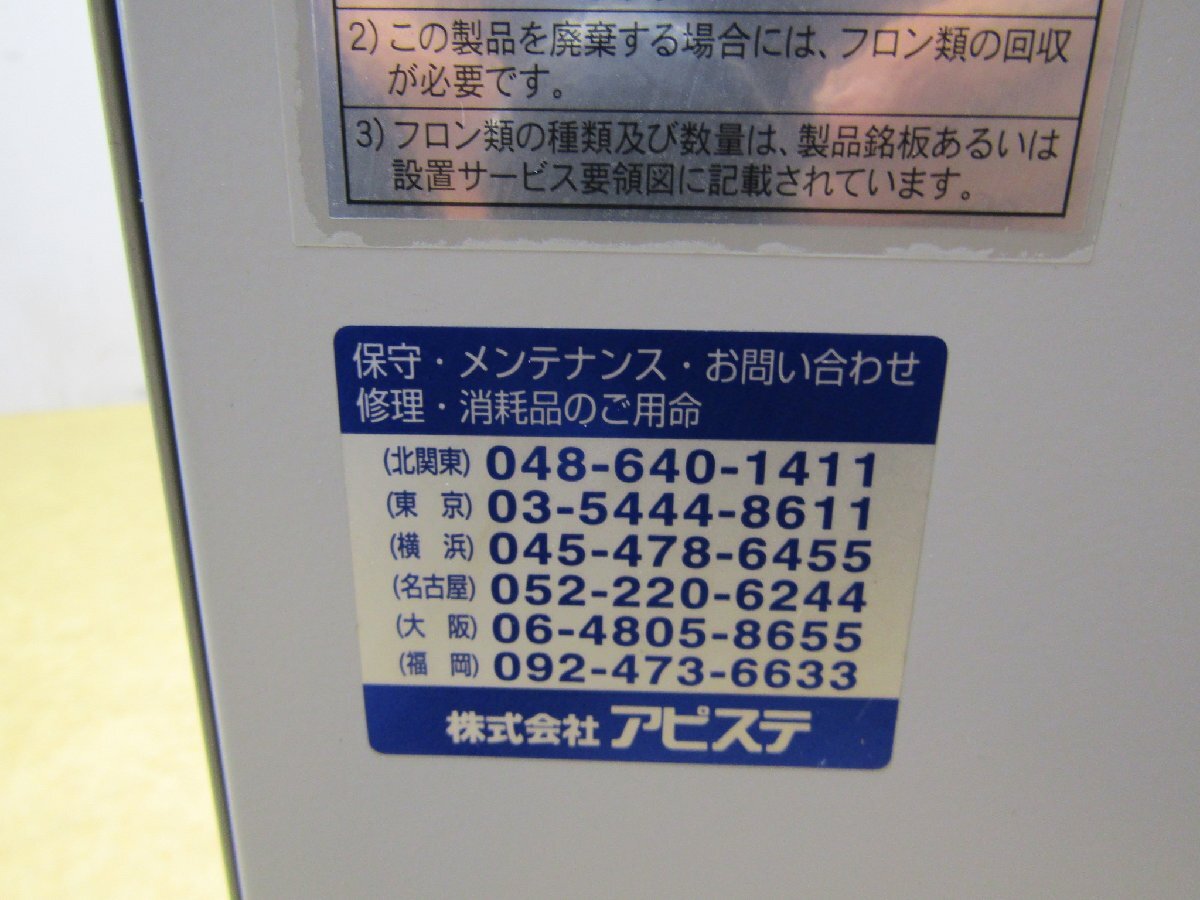 2) この製品を廃棄する場合には、フロン類の回収
が必要です。
3) フロン類の種類及び数量は、製品銘板あるいは
設置サービス要領図に記載されています。
保守・メンテナンス・お問い合わせ
修理・消耗品のご用命
(北関東) 048-640-1411
(東 京) 03-5444-8611
(横 浜) 045-478-6455
(名古屋) 052-220-6244
(大 阪) 06-4805-8655
(福 岡) 092-473-6633
株式会社 アピステ